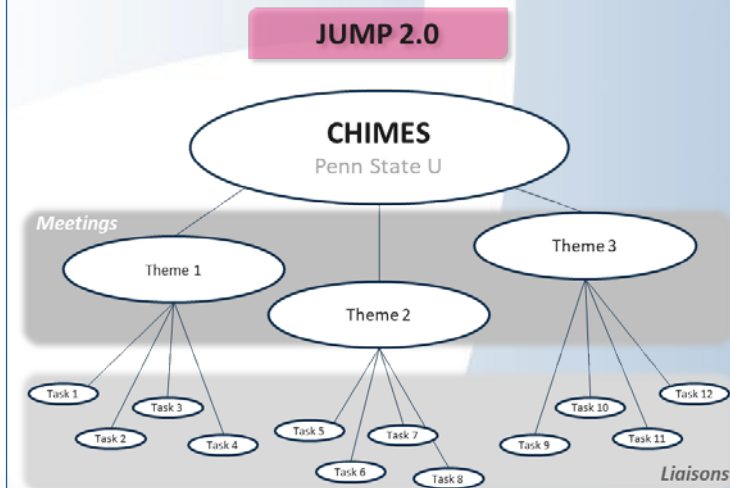 JUMP 2.0
CHIMES
Penn State U
Meetings
Theme 1
Theme 2
Theme 3
Task 1
Task 2
Task 3
Task 4
Task 5
Task 6
Task 7
Task 8
Task 9
Task 10
Task 11
Task 12
Liaisons